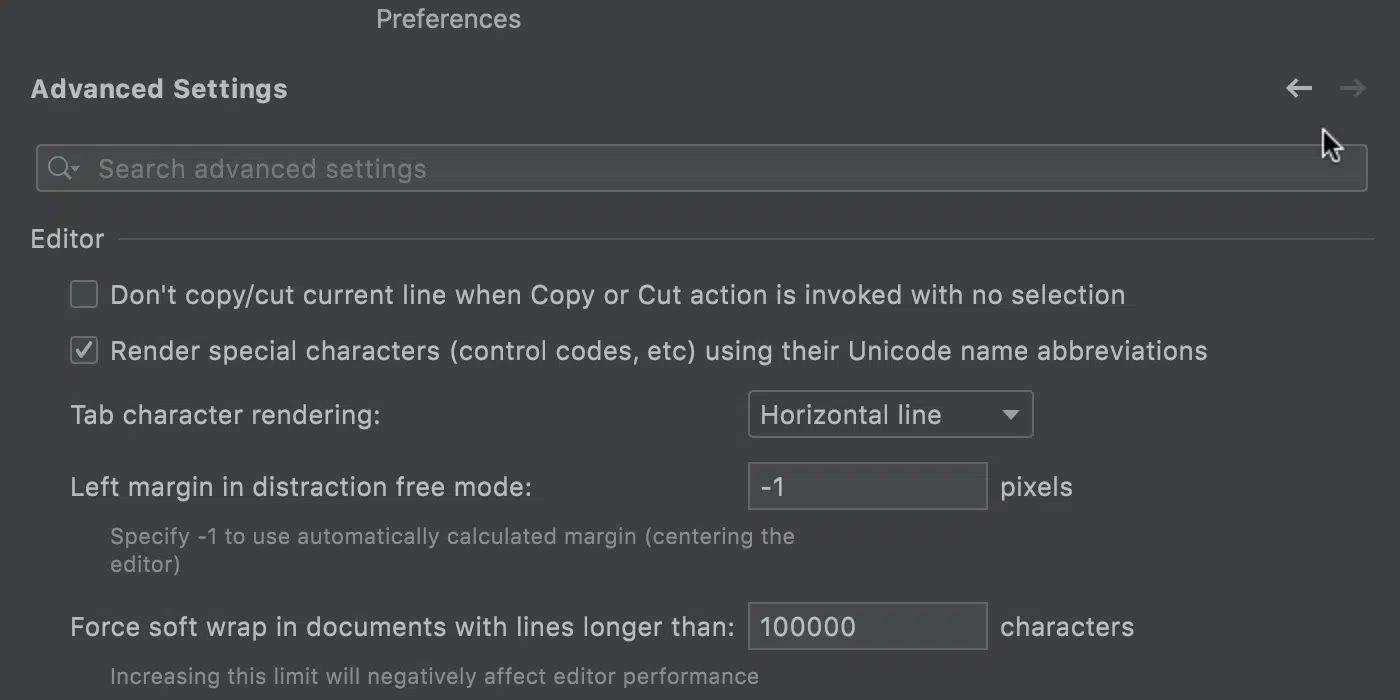 Preferences
Advanced Settings
Search advanced settings
Editor
Don't copy/cut current line when Copy or Cut action is invoked with no selection
Render special characters (control codes, etc) using their Unicode name abbreviations
Tab character rendering: Horizontal line
Left margin in distraction free mode: -1 pixels
Specify -1 to use automatically calculated margin (centering the
editor)
Force soft wrap in documents with lines longer than: 100000 characters
Increasing this limit will negatively affect editor performance